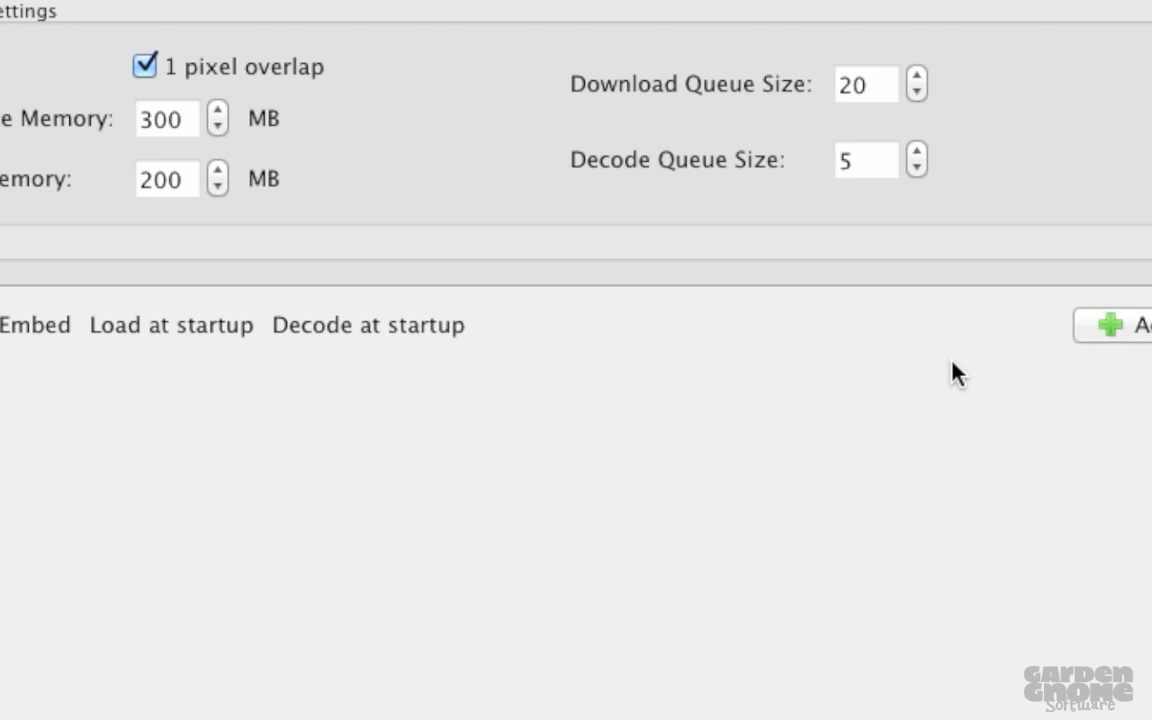 ettings
1 pixel overlap
e Memory: 300 MB
emory: 200 MB
Download Queue Size: 20
Decode Queue Size: 5
Embed Load at startup Decode at startup
A
GARDEN
GNOME
Software